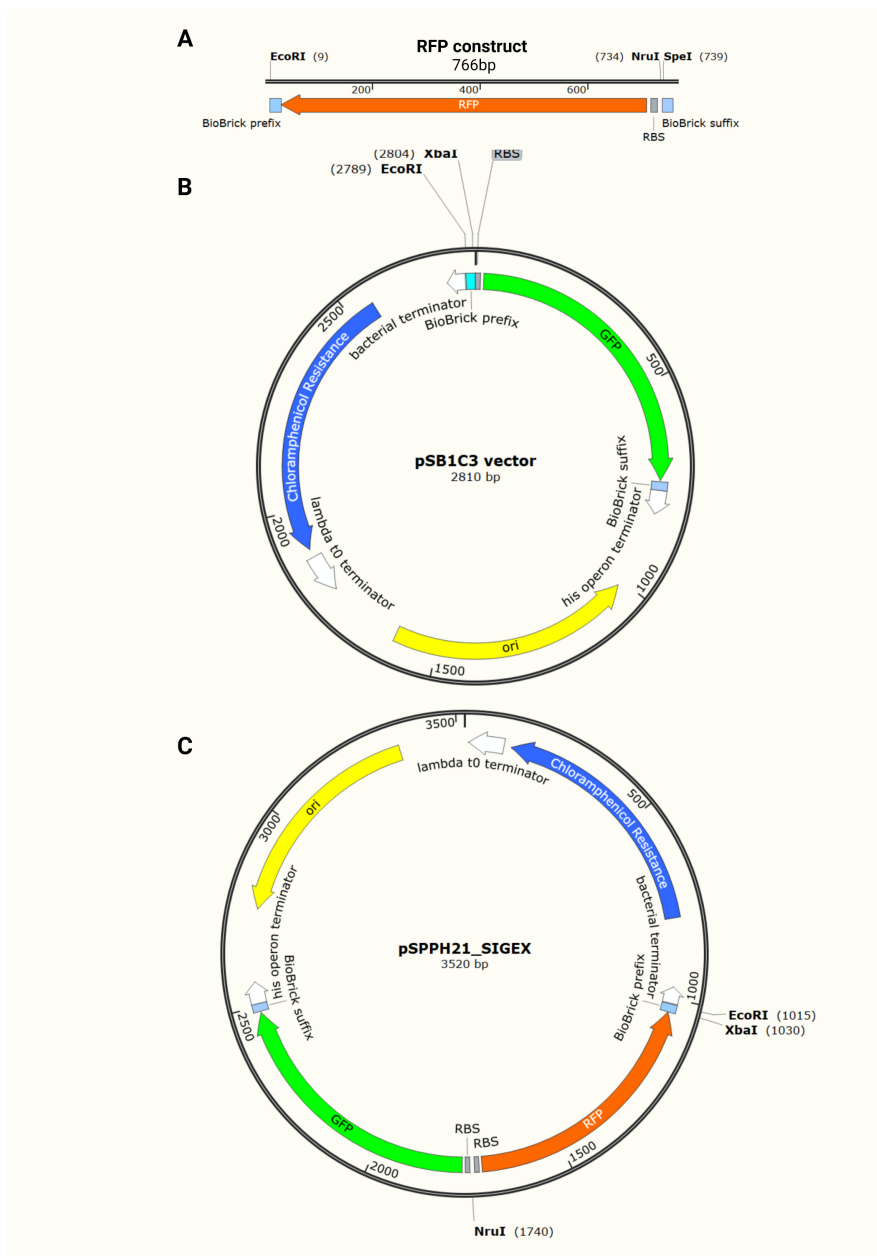 A
RFP construct
766bp
EcoRI (9)
(734) NruI SpeI (739)
200
400
600
RFP
BioBrick prefix
BioBrick suffix
RBS
B
(2804) XbaI
RBS
(2789) EcoRI
bacterial terminator
BioBrick prefix
GFP
500
2500
Chloramphenicol Resistance
pSB1C3 vector
2810 bp
BioBrick suffix
his operon terminator
2000
lambda t0 terminator
1000
ori
1500
C
3500
lambda t0 terminator
Chloramphenicol Resistance
500
ori
3000
his operon terminator
bacterial terminator
pSPPH21_SIGEX
3520 bp
BioBrick suffix
BioBrick prefix
1000
EcoRI (1015)
XbaI (1030)
2500
GFP
RFP
RBS
RBS
1500
2000
NruI (1740)